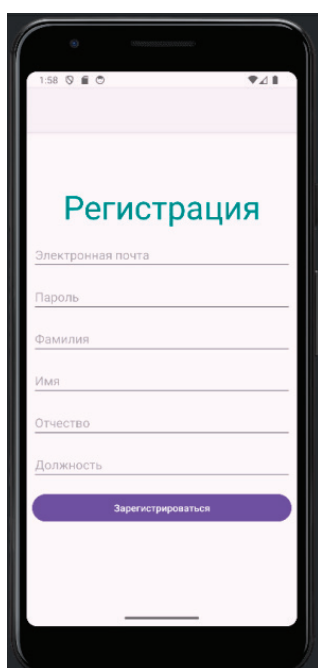 1:58
Регистрация
Электронная почта
Пароль
Фамилия
Имя
Отчество
Должность
Зарегистрироваться